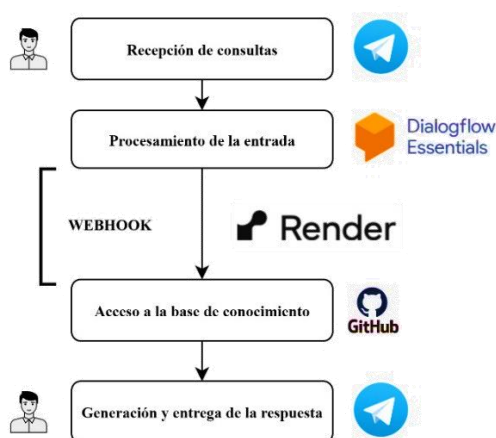 Recepción de consultas
Procesamiento de la entrada
Dialogflow
Essentials
WEBHOOK
Render
Acceso a la base de conocimiento
GitHub
Generación y entrega de la respuesta